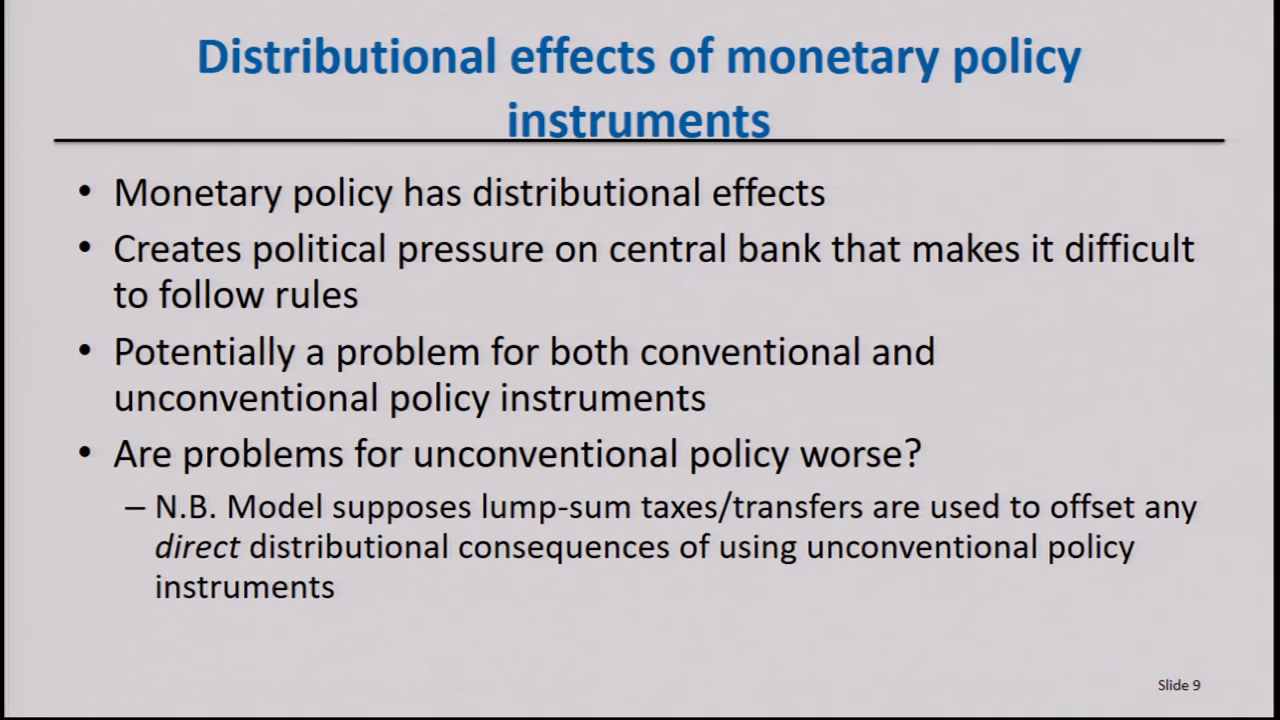 Distributional effects of monetary policy
instruments
• Monetary policy has distributional effects
• Creates political pressure on central bank that makes it difficult
to follow rules
• Potentially a problem for both conventional and
unconventional policy instruments
• Are problems for unconventional policy worse?
– N.B. Model supposes lump-sum taxes/transfers are used to offset any
direct distributional consequences of using unconventional policy
instruments
Slide 9